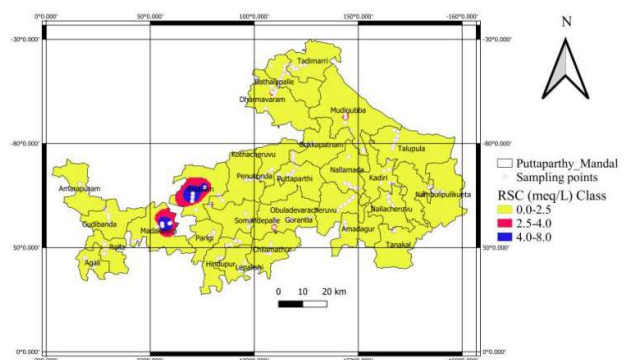 0°0.000' 50°0.000' 100°0.000' 150°0.000' -160°0.000'
-30°0.000' -30°0.000'
N
Tadimarri
Bathalapalle
Dharmavaram
Mudigubba
-80°0.000' -80°0.000'
Bukkapatnam
Talupula
Kothacheruvu
Nallamada
Puttaparthy_Mandal
Penukonda
Puttaparthi
Kadiri
Sampling points
Amarapuram
Nambulipulikunta
RSC (meq/L) Class
Obuladevaracheruvu
Nallacheruvu
0.0-2.5
Gudibanda
Somandepalle
Gorantla
2.5-4.0
Parigi
Amadagur
4.0-8.0
Rolla
Chilamathur
Tanakal
50°0.000' 50°0.000'
Agali
Hindupur
Lepakshi
0 10 20 km
0°0.000' 0°0.000'